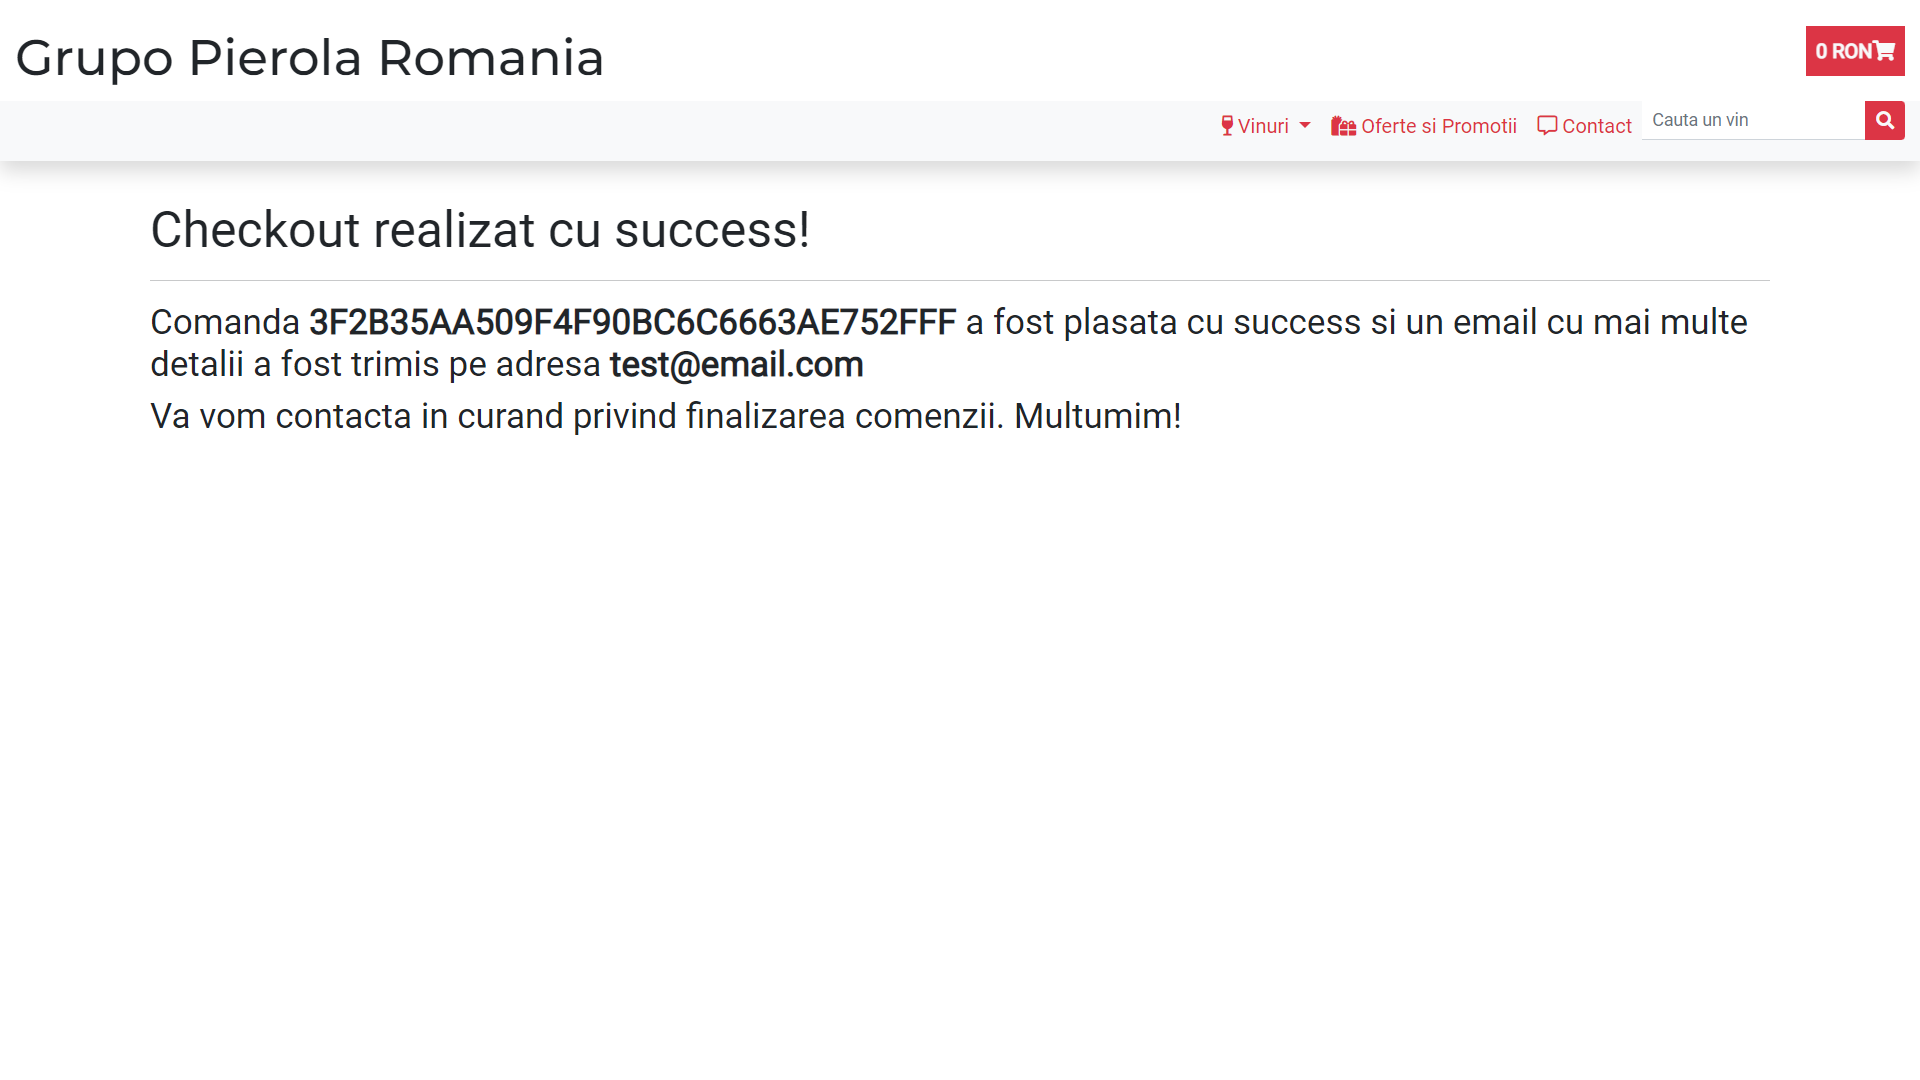 Grupo Pierola Romania
0 RON
Vinuri
Oferte si Promotii
Contact
Cauta un vin
Checkout realizat cu success!
Comanda 3F2B35AA509F4F90BC6C6663AE752FFF a fost plasata cu success si un email cu mai multe
detalii a fost trimis pe adresa test@email.com
Va vom contacta in curand privind finalizarea comenzii. Multumim!